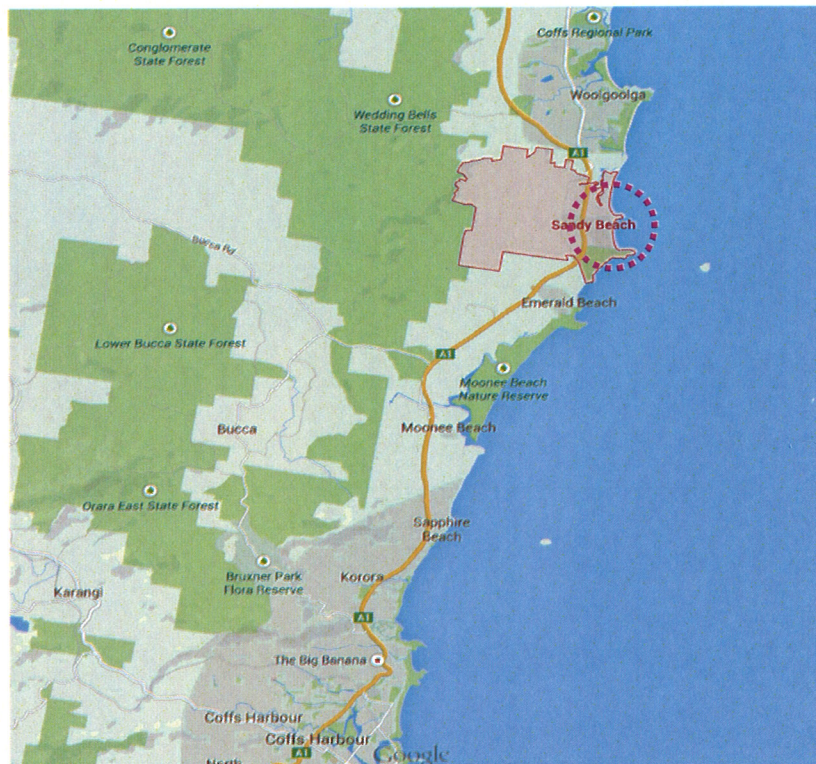 Coffs Regional Park
Conglomerate
State Forest
Woolgoolga
Wedding Bells
State Forest
A1
Sandy Beach
Bucca Rd
Emerald Beach
Lower Bucca State Forest
A1
Moonee Beach
Nature Reserve
Bucca
Moonee Beach
Orara East State Forest
Sapphire
Beach
Bruxner Park
Flora Reserve
Korora
Karangi
A1
The Big Banana
Coffs Harbour
Coffs Harbour
A1
Google
North